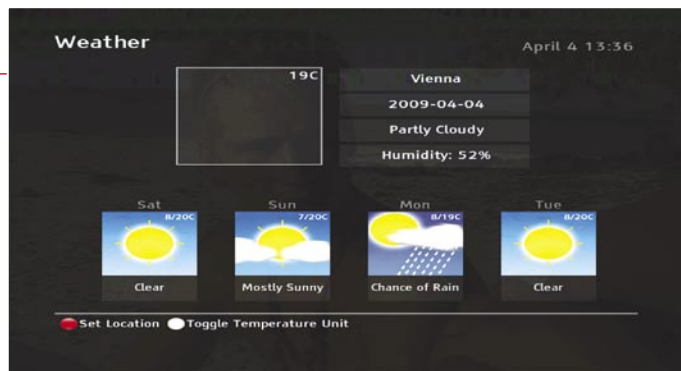 Weather
April 4 13:36
19C
Vienna
2009-04-04
Partly Cloudy
Humidity: 52%
Sat Sun Mon Tue
8/20C 7/20C 8/19C 8/20C
Clear Mostly Sunny Chance of Rain Clear
Set Location Toggle Temperature Unit